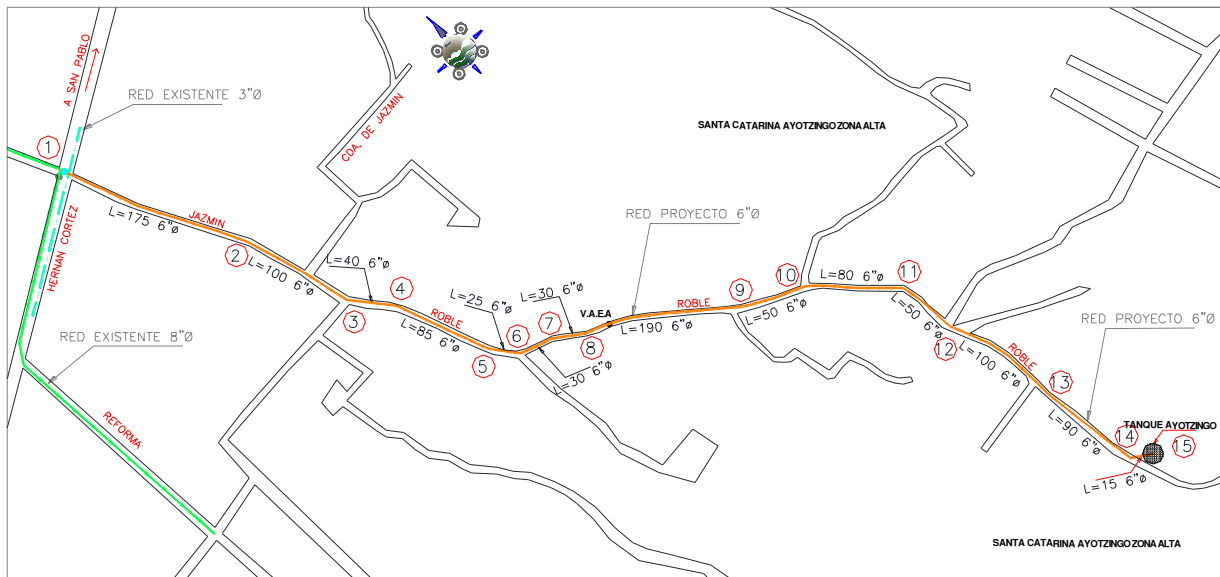 A SAN PABLO
RED EXISTENTE 3"Ø
1
CDA, DE JAZMIN
SANTA CATARINA AYOTZINGO ZONA ALTA
HERNAN CORTEZ
L=175 6"Ø
JAZMIN
2
L=100 6"Ø
L=40 6"Ø
3
4
ROBLE
L=85 6"Ø
L=25 6"Ø
5
6
L=30 6"Ø
7
L=30 6"Ø
8
V.A.E.A
RED PROYECTO 6"Ø
L=190 6"Ø
ROBLE
9
L=50 6"Ø
10
L=80 6"Ø
11
L=50 6"Ø
12
L=100 6"Ø
ROBLE
13
RED PROYECTO 6"Ø
L=90 6"Ø
14
TANQUE AYOTZINGO
15
L=15 6"Ø
RED EXISTENTE 8"Ø
REFORMA
SANTA CATARINA AYOTZINGO ZONA ALTA